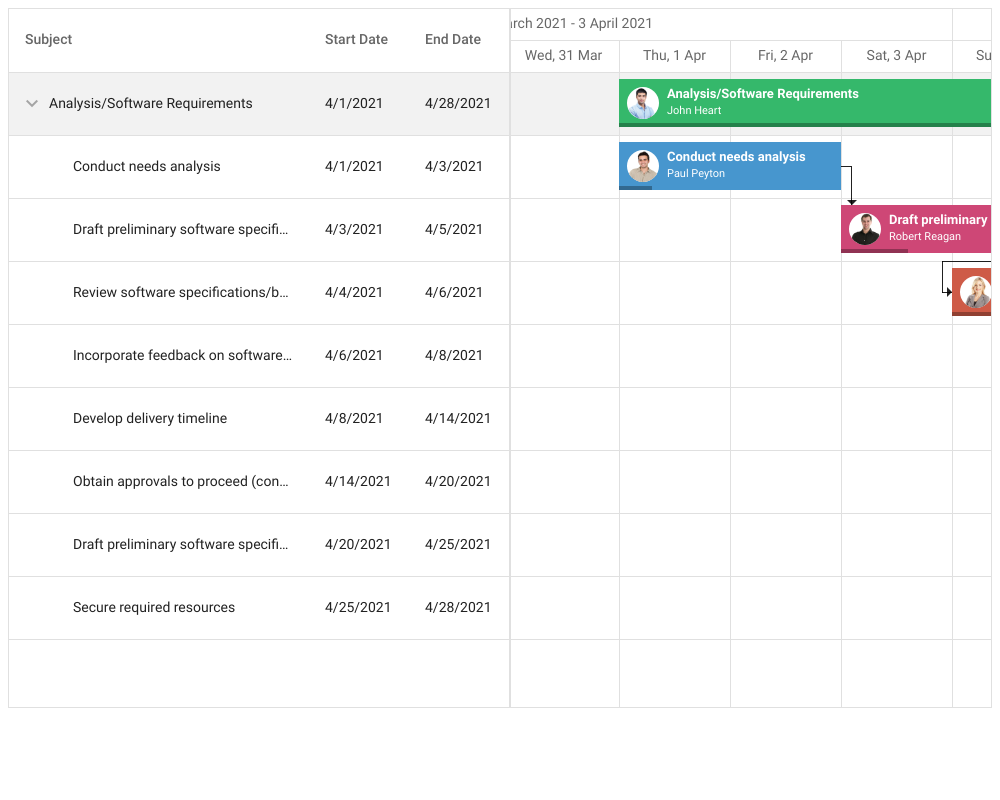 Subject Start Date End Date
2021 - 3 April 2021
Wed, 31 Mar Thu, 1 Apr Fri, 2 Apr Sat, 3 Apr
Analysis/Software Requirements 4/1/2021 4/28/2021
Analysis/Software Requirements
John Heart
Conduct needs analysis 4/1/2021 4/3/2021
Conduct needs analysis
Paul Peyton
Draft preliminary software specifi... 4/3/2021 4/5/2021
Draft preliminary
Robert Reagan
Review software specifications/b... 4/4/2021 4/6/2021
Incorporate feedback on software... 4/6/2021 4/8/2021
Develop delivery timeline 4/8/2021 4/14/2021
Obtain approvals to proceed (con... 4/14/2021 4/20/2021
Draft preliminary software specifi... 4/20/2021 4/25/2021
Secure required resources 4/25/2021 4/28/2021